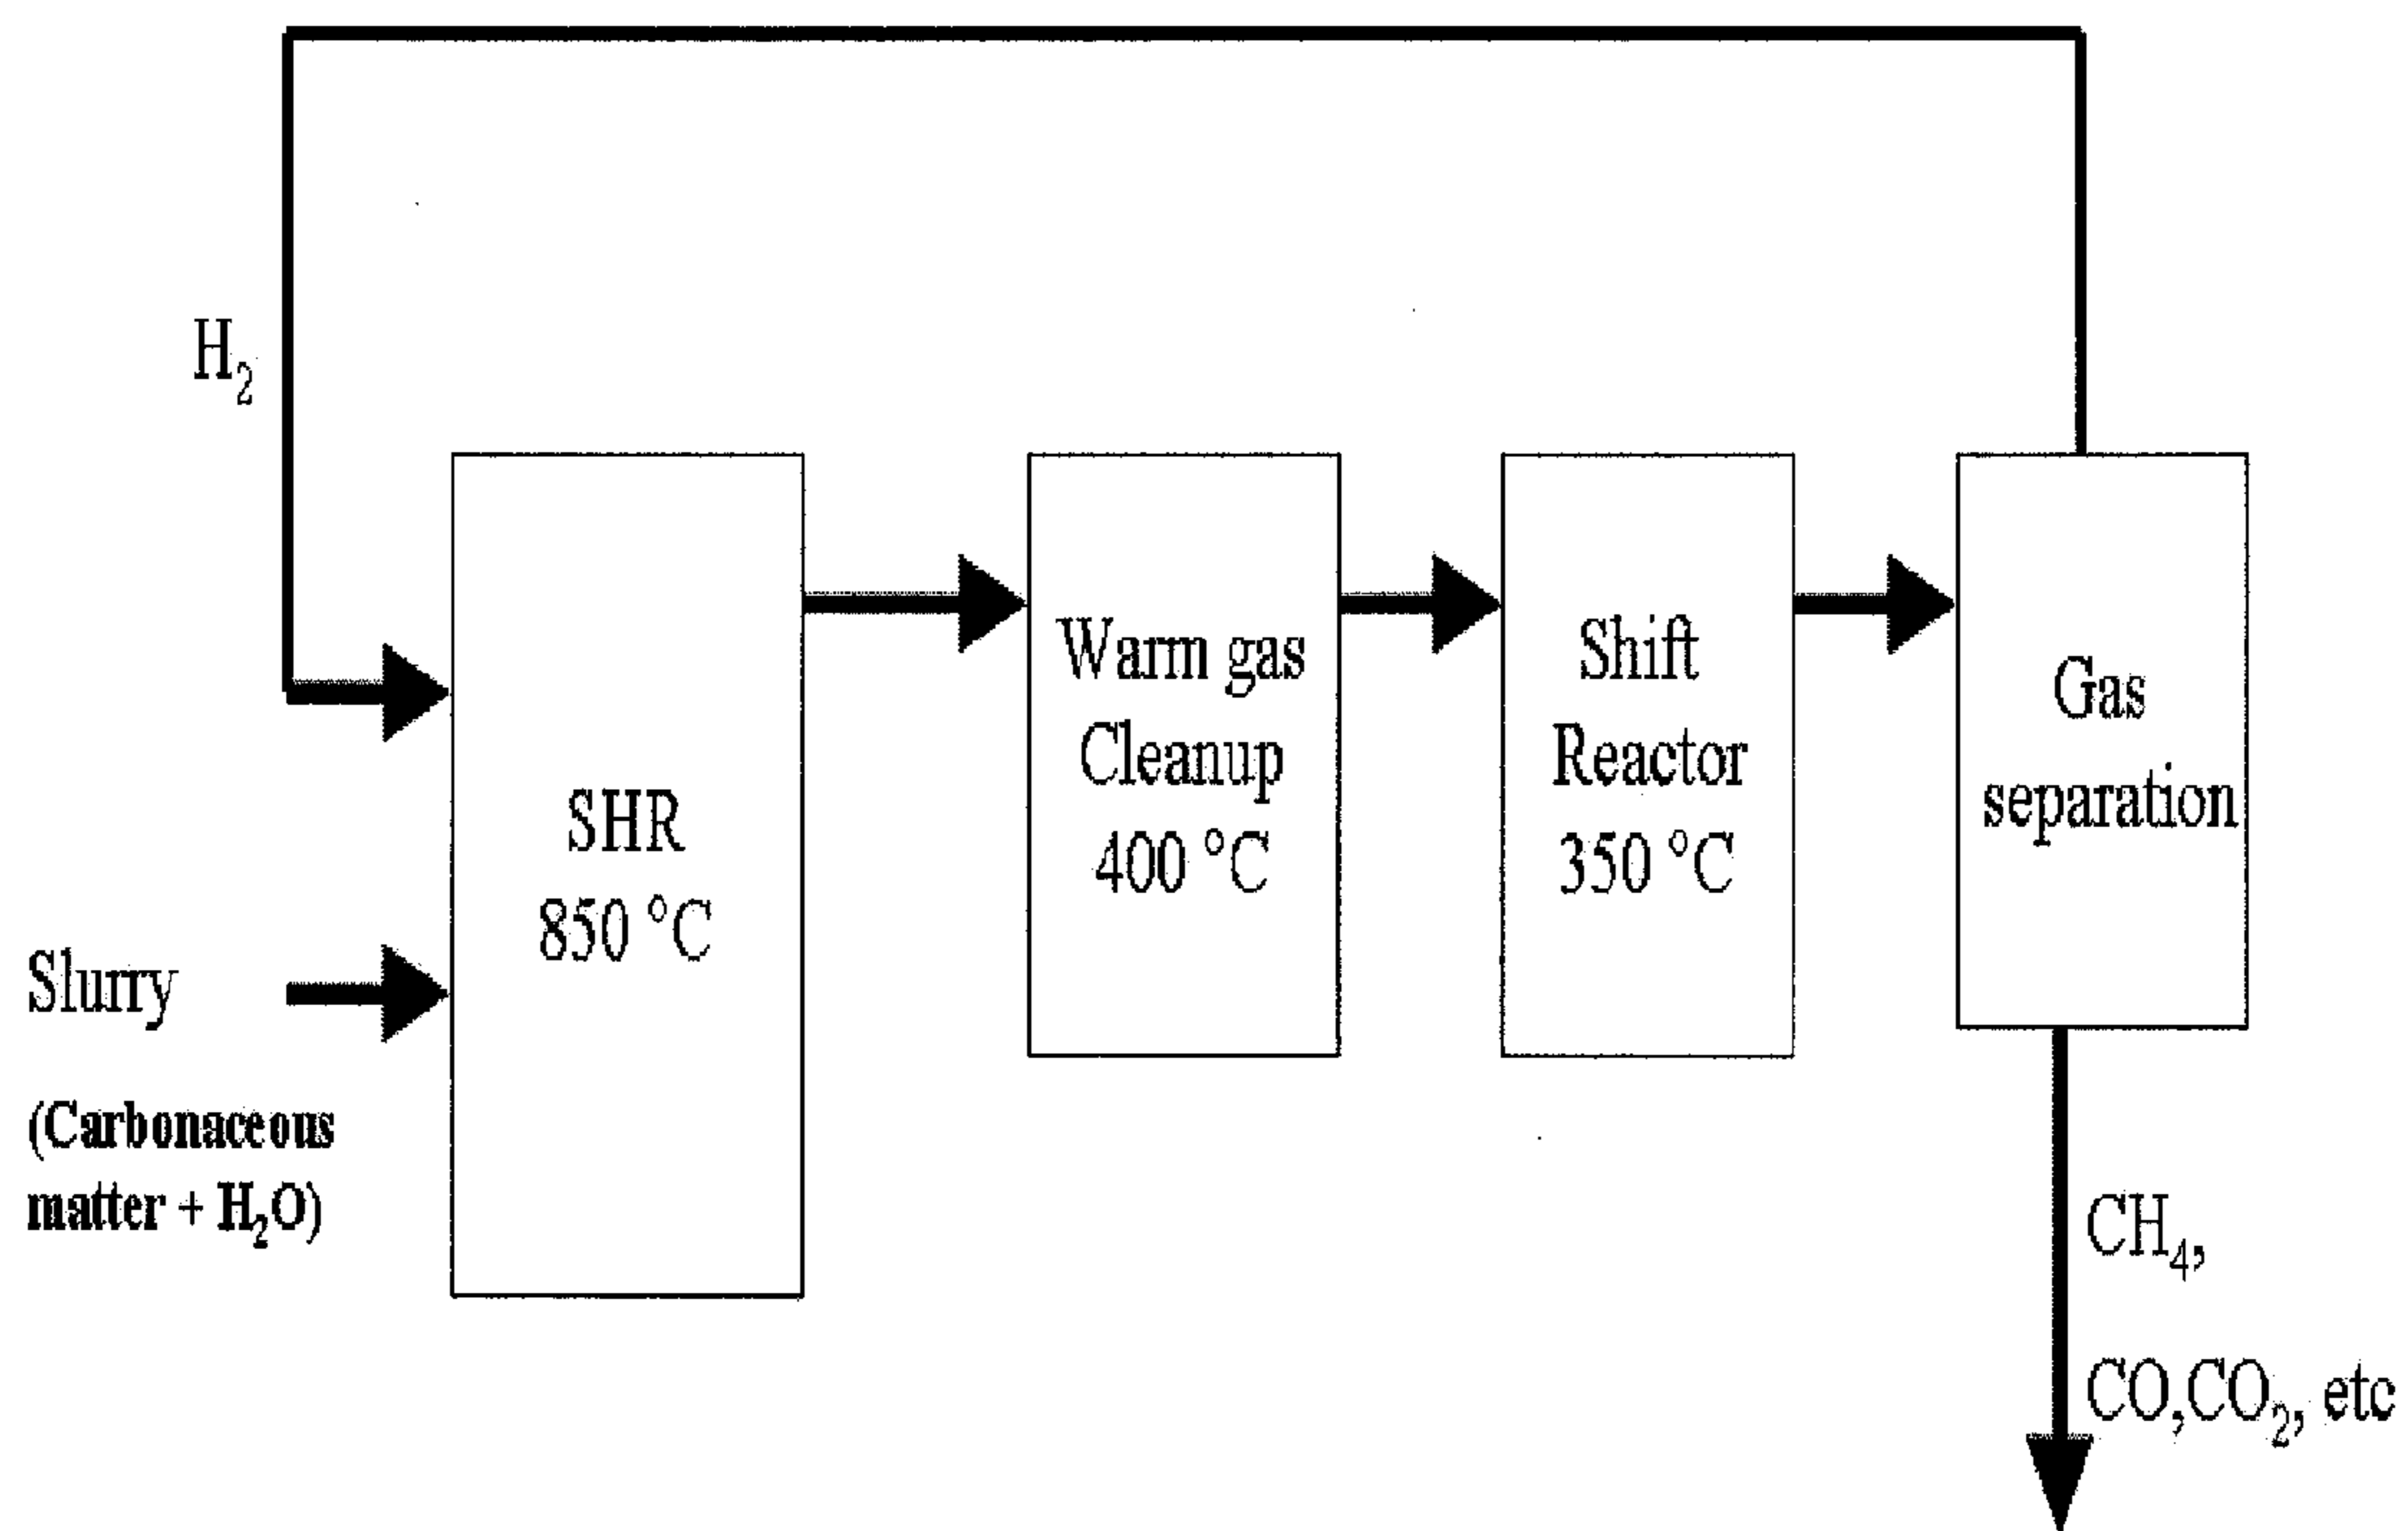 H₂
SHR
850 °C
Warm gas
Cleanup
400 °C
Shift
Reactor
350 °C
Gas
separation
Slurry
(Carbonaceous
matter + H₂O)
CH₄,
CO,CO₂, etc